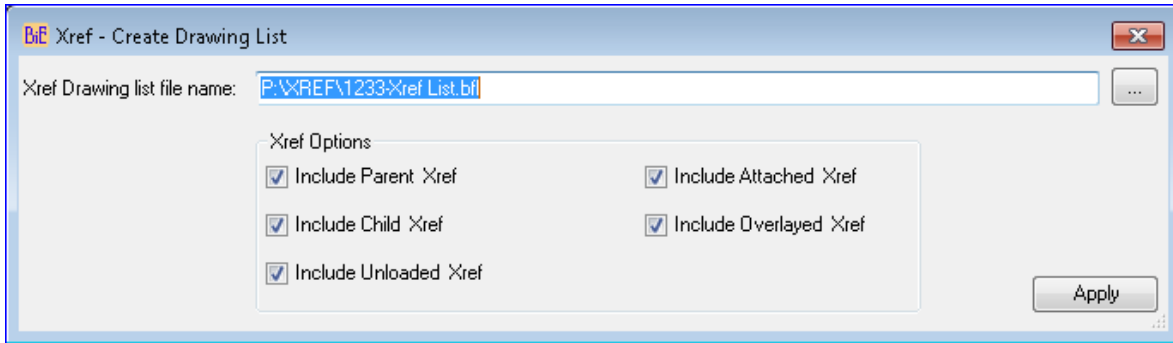 BiE Xref - Create Drawing List
Xref Drawing list file name: P:\XREF\1233-Xref List.bfl ...
Xref Options
Include Parent Xref Include Attached Xref
Include Child Xref Include Overlayed Xref
Include Unloaded Xref
Apply